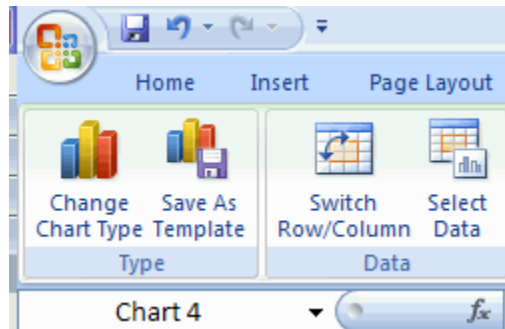 Home Insert Page Layout
Change Save As Switch Select
Chart Type Template Row/Column Data
Type Data
Chart 4 fx